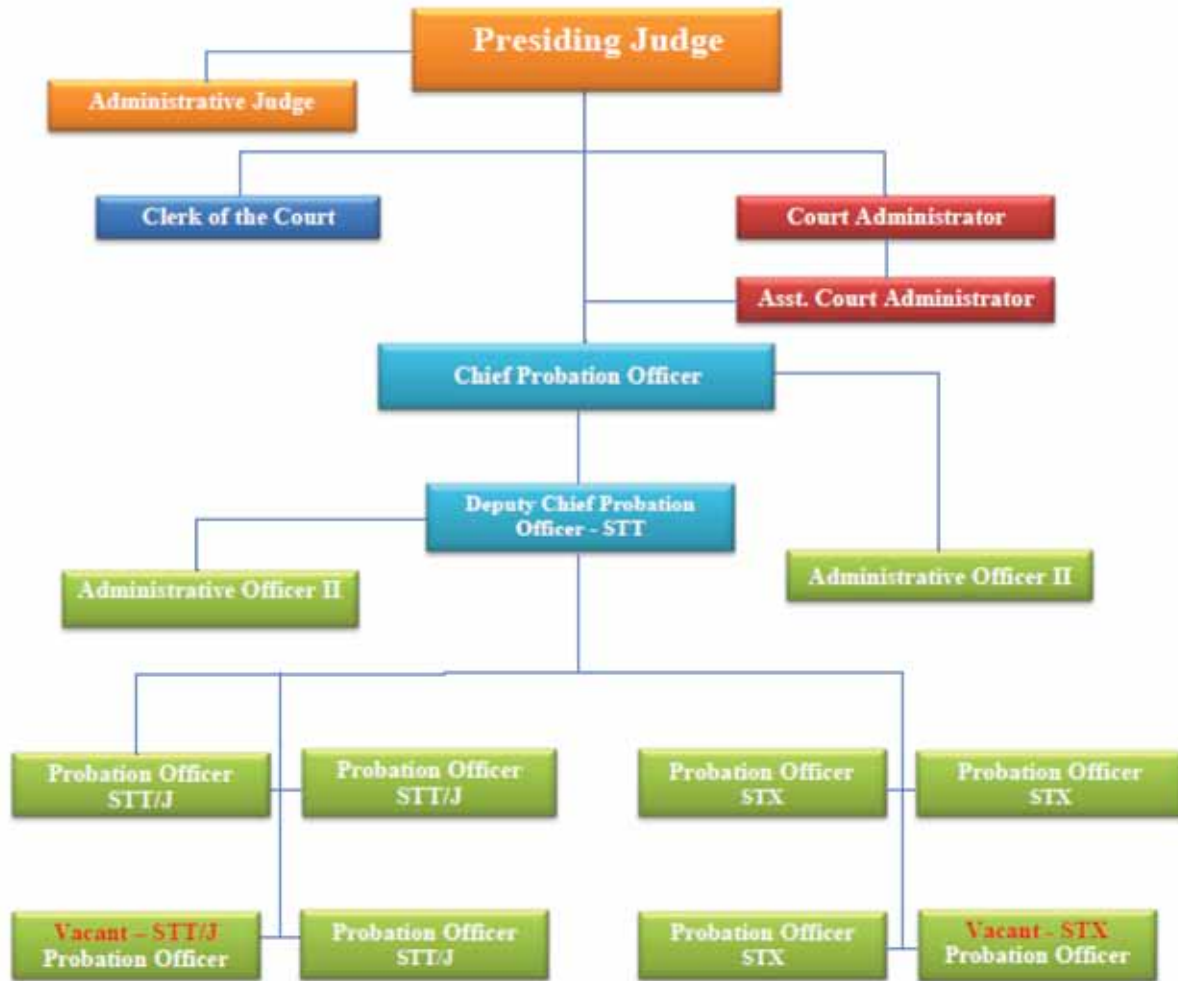 Presiding Judge
Administrative Judge
Clerk of the Court
Court Administrator
Asst. Court Administrator
Chief Probation Officer
Deputy Chief Probation
Officer - STT
Administrative Officer II
Administrative Officer II
Probation Officer
STT/J
Probation Officer
STT/J
Probation Officer
STX
Probation Officer
STX
Vacant – STT/J
Probation Officer
Probation Officer
STT/J
Probation Officer
STX
Vacant - STX
Probation Officer